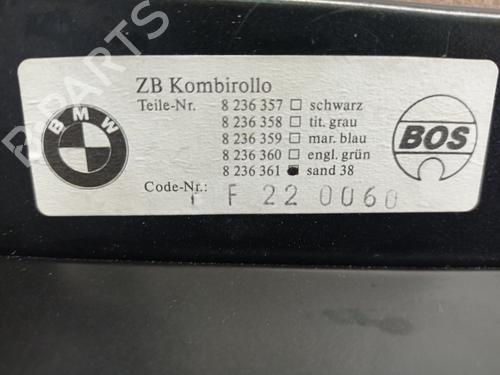 ZB Kombirollo
Teile-Nr. 8 236 357 □ schwarz
8 236 358 □ tit. grau
8 236 359 □ mar. blau
8 236 360 □ engl. grün
8 236 361 ■ sand 38
Code-Nr.: F 22 0060
BMW
BOS
B-PARTS